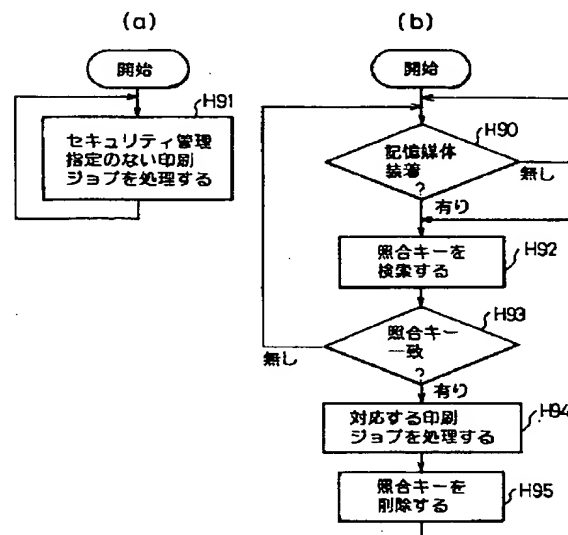 (a)
開始
H91
セキュリティ管理
指定のない印刷
ジョブを処理する
(b)
開始
H90
記憶媒体
装着
?
無し
有り
照合キーを
検索する
H92
照合キー
一致
?
H93
無し
有り
対応する印刷
ジョブを処理する
H94
照合キーを
削除する
H95